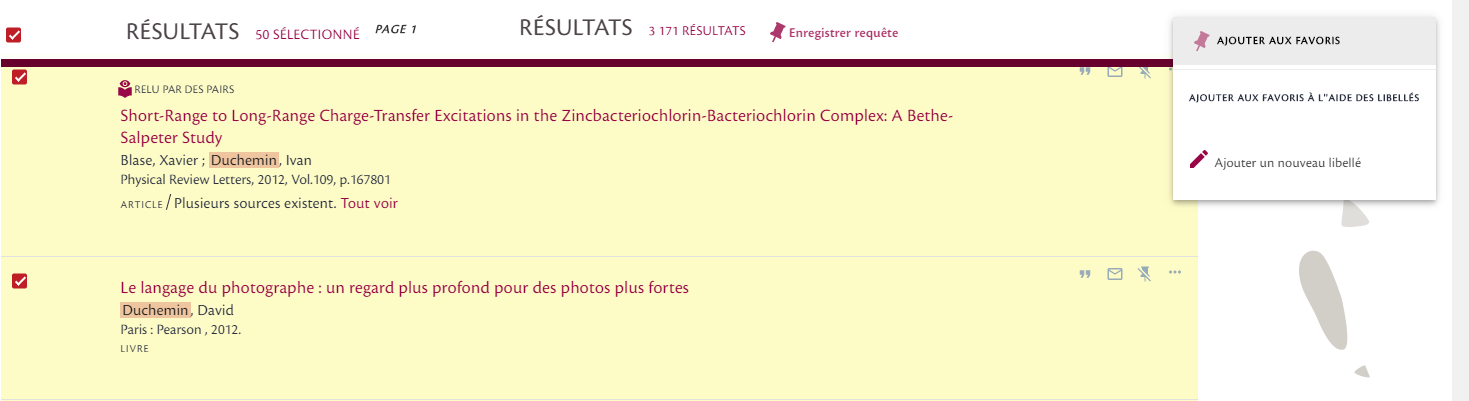 RÉSULTATS 50 SÉLECTIONNÉ PAGE 1
RÉSULTATS 3 171 RÉSULTATS Enregistrer requête
AJOUTER AUX FAVORIS
AJOUTER AUX FAVORIS À L"AIDE DES LIBELLÉS
Ajouter un nouveau libellé
RELU PAR DES PAIRS
Short-Range to Long-Range Charge-Transfer Excitations in the Zincbacteriochlorin-Bacteriochlorin Complex: A Bethe-
Salpeter Study
Blase, Xavier ; Duchemin, Ivan
Physical Review Letters, 2012, Vol.109, p.167801
ARTICLE / Plusieurs sources existent. Tout voir
Le langage du photographe : un regard plus profond pour des photos plus fortes
Duchemin, David
Paris : Pearson , 2012.
LIVRE